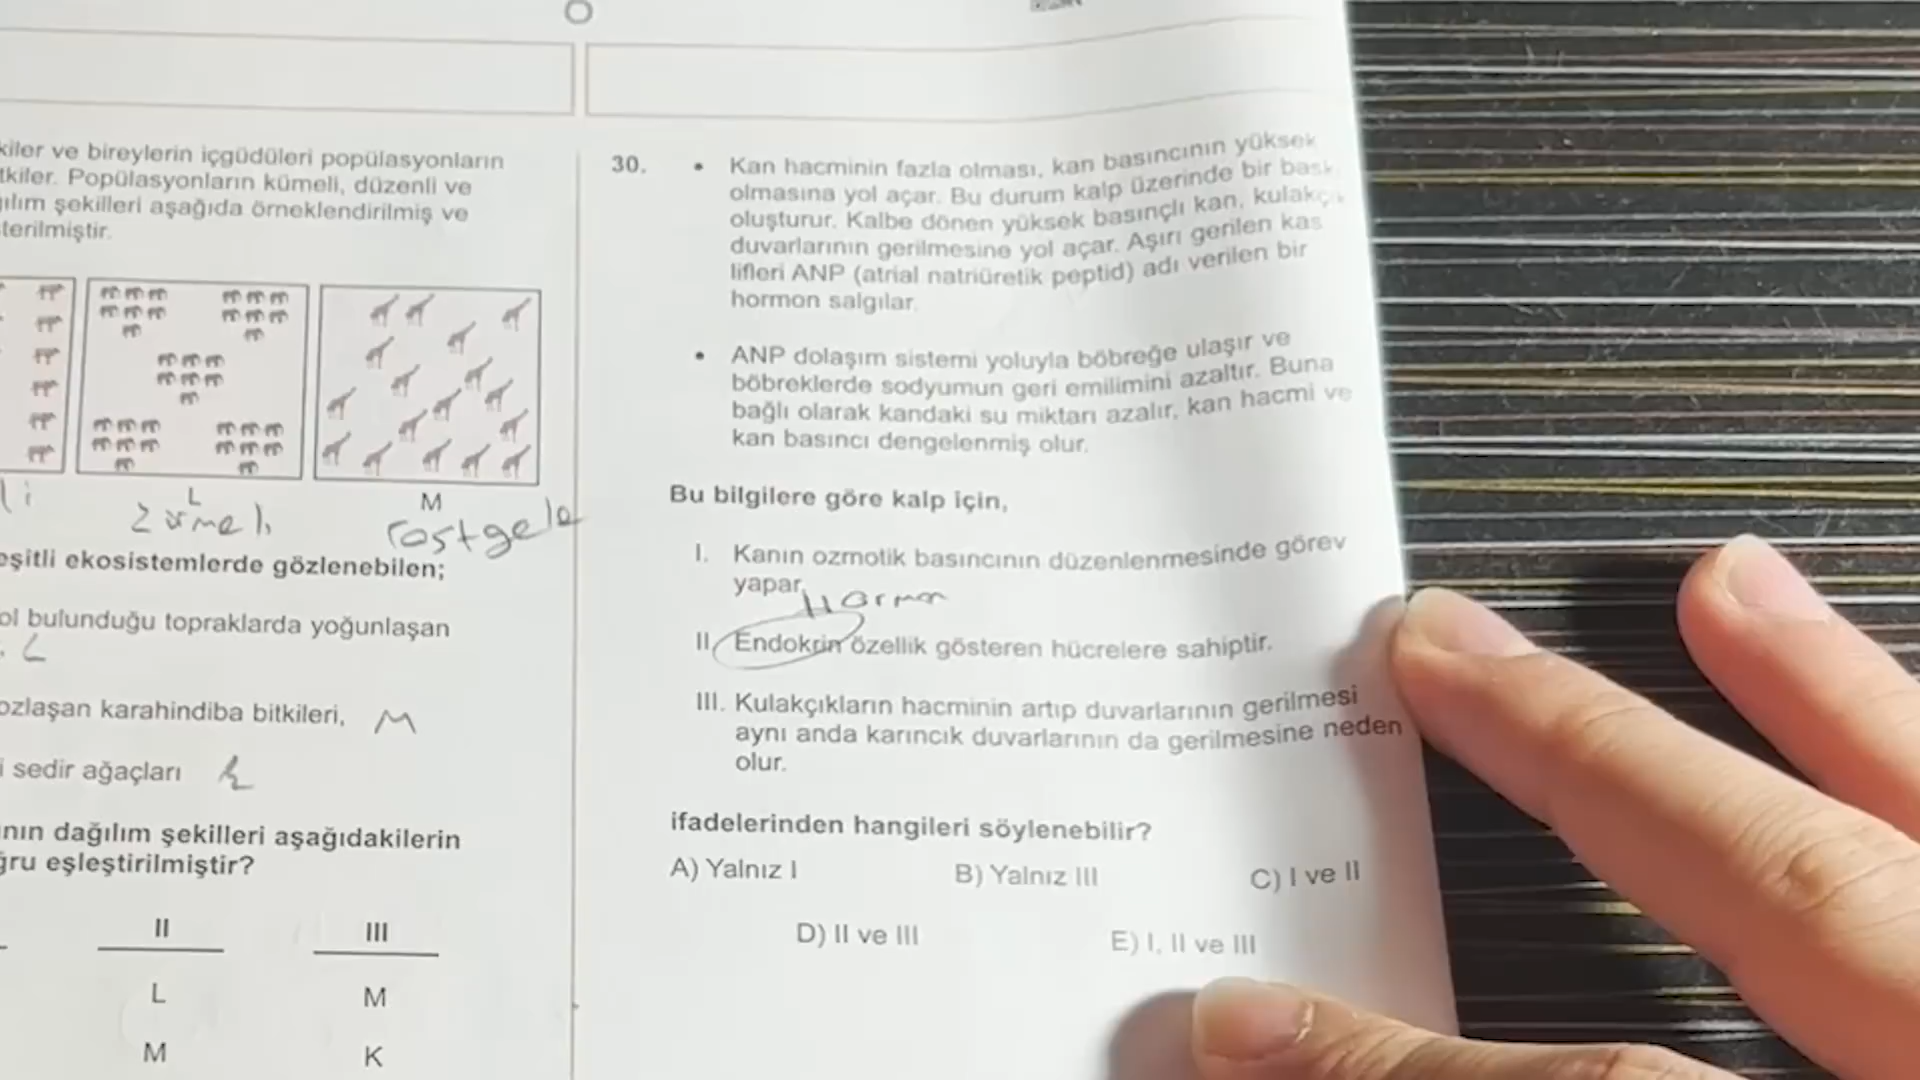 kiler ve bireylerin içgüdüleri popülasyonların
tkiler. Popülasyonların kümeli, düzenli ve
ılım şekilleri aşağıda örneklendirilmiş ve
terilmiştir.
L
M
rastgele
eşitli ekosistemlerde gözlenebilen;
ol bulunduğu topraklarda yoğunlaşan
L
ozlaşan karahindiba bitkileri, M
i sedir ağaçları
nın dağılım şekilleri aşağıdakilerin
ğru eşleştirilmiştir?
II III
L M
M K
30. • Kan hacminin fazla olması, kan basıncının yüksek
olmasına yol açar. Bu durum kalp üzerinde bir bask
oluşturur. Kalbe dönen yüksek basınçlı kan, kulakçık
duvarlarının gerilmesine yol açar. Aşırı gerilen kas
lifleri ANP (atrial natriüretik peptid) adı verilen bir
hormon salgılar.
• ANP dolaşım sistemi yoluyla böbreğe ulaşır ve
böbreklerde sodyumun geri emilimini azaltır. Buna
bağlı olarak kandaki su miktarı azalır, kan hacmi ve
kan basıncı dengelenmiş olur.
Bu bilgilere göre kalp için,
I. Kanın ozmotik basıncının düzenlenmesinde görev
yapar.
Hormon
II. Endokrin özellik gösteren hücrelere sahiptir.
III. Kulakçıkların hacminin artıp duvarlarının gerilmesi
aynı anda karıncık duvarlarının da gerilmesine neden
olur.
ifadelerinden hangileri söylenebilir?
A) Yalnız I B) Yalnız III C) I ve II
D) II ve III E) I, II ve III